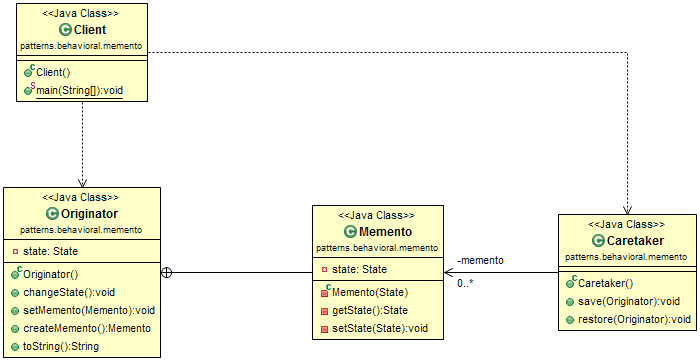 <<Java Class>>
Client
patterns.behavioral.memento
Client()
main(String[]):void
<<Java Class>>
Originator
patterns.behavioral.memento
state: State
Originator()
changeState():void
setMemento(Memento):void
createMemento():Memento
toString():String
<<Java Class>>
Memento
patterns.behavioral.memento
state: State
Memento(State)
getState():State
setState(State):void
-memento
0..*
<<Java Class>>
Caretaker
patterns.behavioral.memento
Caretaker()
save(Originator):void
restore(Originator):void